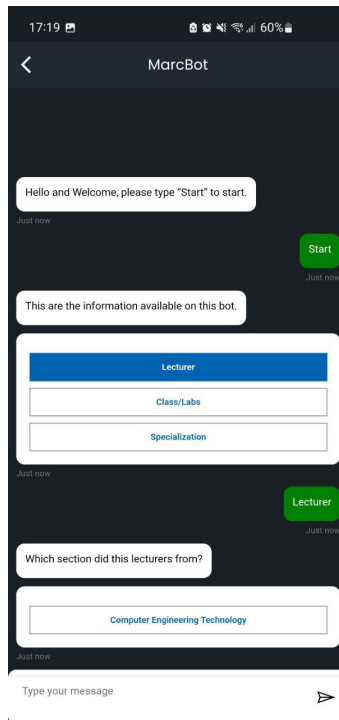 17:19 60%
MarcBot
Hello and Welcome, please type “Start” to start.
Just now
Start
Just now
This are the information available on this bot.
Lecturer
Class/Labs
Specialization
Just now
Lecturer
Just now
Which section did this lecturers from?
Computer Engineering Technology
Just now
Type your message